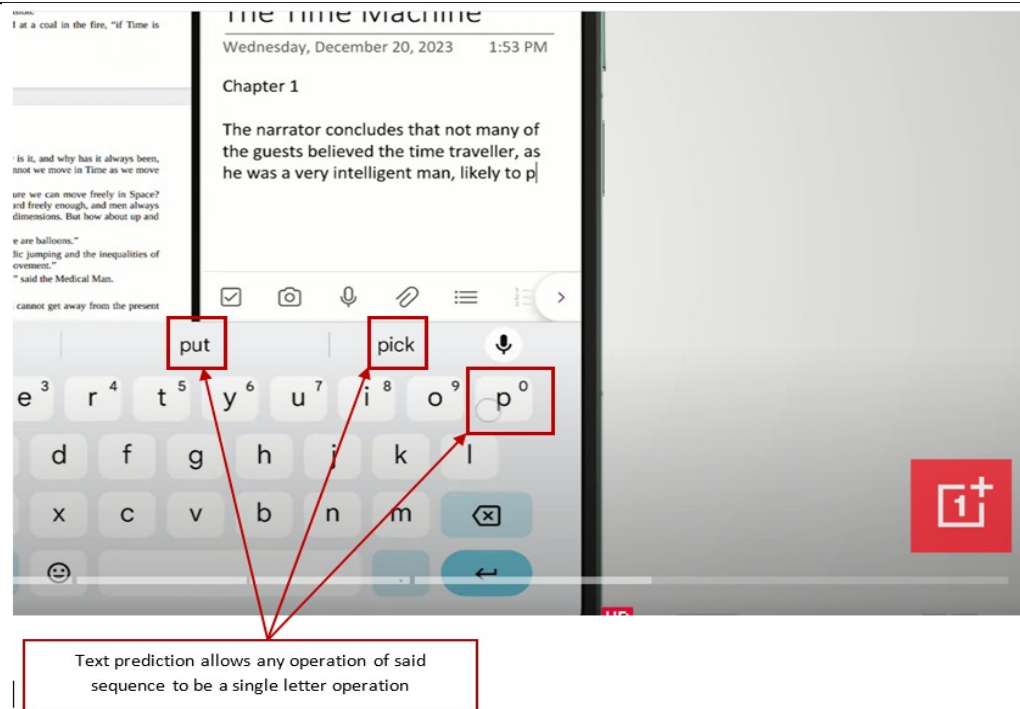 l at a coal in the fire, "if Time is
is it, and why has it always been,
nnot we move in Time as we move
ure we can move freely in Space?
ard freely enough, and men always
dimensions. But how about up and
e are balloons."
dic jumping and the inequalities of
ovement."
" said the Medical Man.
cannot get away from the present
The Time Machine
Wednesday, December 20, 2023 1:53 PM
Chapter 1
The narrator concludes that not many of
the guests believed the time traveller, as
he was a very intelligent man, likely to p
put pick
e 3 r 4 t 5 y 6 u 7 i 8 o 9 p 0
d f g h j k l
x c v b n m
.
1+
HD
Text prediction allows any operation of said
sequence to be a single letter operation